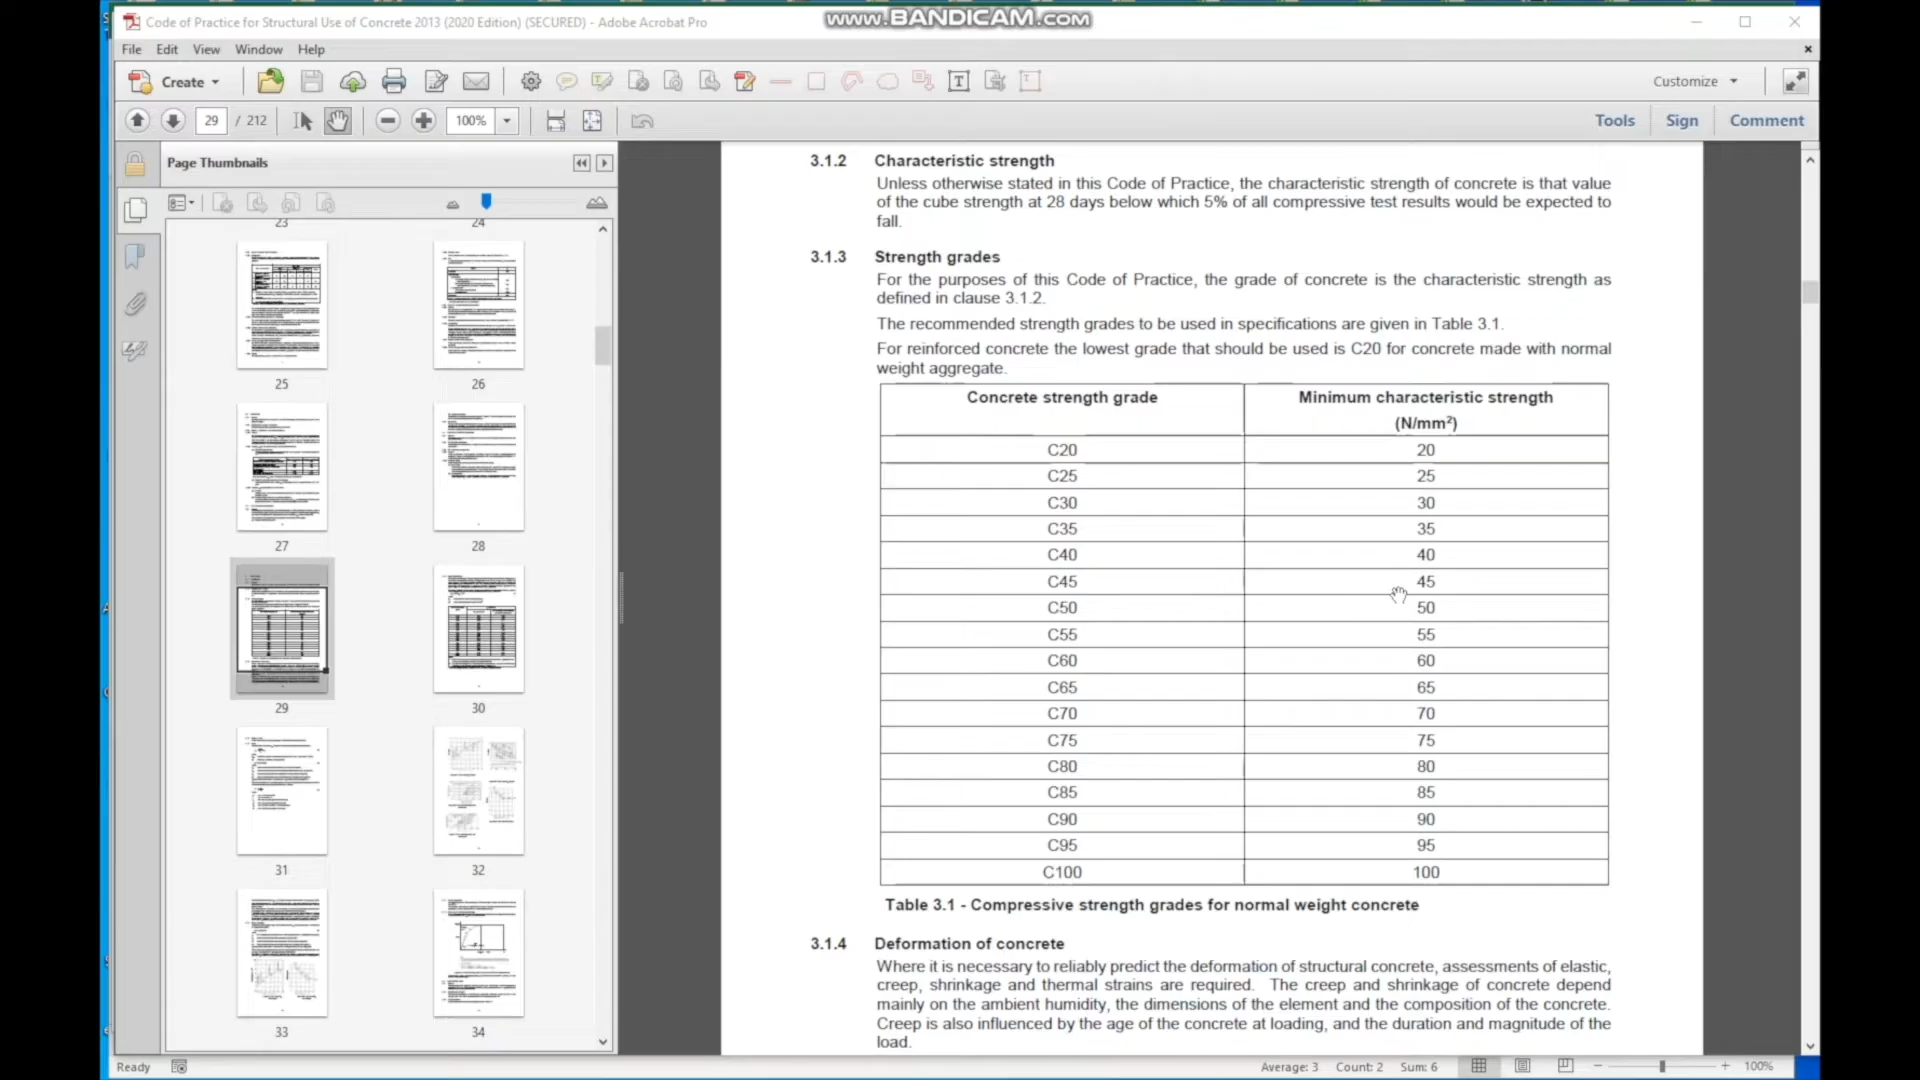 Code of Practice for Structural Use of Concrete 2013 (2020 Edition) (SECURED) - Adobe Acrobat Pro
www.BANDICAM.com
File Edit View Window Help
Create
Customize
29 / 212
100%
Tools Sign Comment
Page Thumbnails
23 24
25 26
27 28
29 30
31 32
33 34
3.1.2 Characteristic strength
Unless otherwise stated in this Code of Practice, the characteristic strength of concrete is that value
of the cube strength at 28 days below which 5% of all compressive test results would be expected to
fall.
3.1.3 Strength grades
For the purposes of this Code of Practice, the grade of concrete is the characteristic strength as
defined in clause 3.1.2.
The recommended strength grades to be used in specifications are given in Table 3.1.
For reinforced concrete the lowest grade that should be used is C20 for concrete made with normal
weight aggregate.
Concrete strength grade Minimum characteristic strength
(N/mm²)
C20 20
C25 25
C30 30
C35 35
C40 40
C45 45
C50 50
C55 55
C60 60
C65 65
C70 70
C75 75
C80 80
C85 85
C90 90
C95 95
C100 100
Table 3.1 - Compressive strength grades for normal weight concrete
3.1.4 Deformation of concrete
Where it is necessary to reliably predict the deformation of structural concrete, assessments of elastic,
creep, shrinkage and thermal strains are required. The creep and shrinkage of concrete depend
mainly on the ambient humidity, the dimensions of the element and the composition of the concrete.
Creep is also influenced by the age of the concrete at loading, and the duration and magnitude of the
load.
Ready
Average: 3 Count: 2 Sum: 6
100%